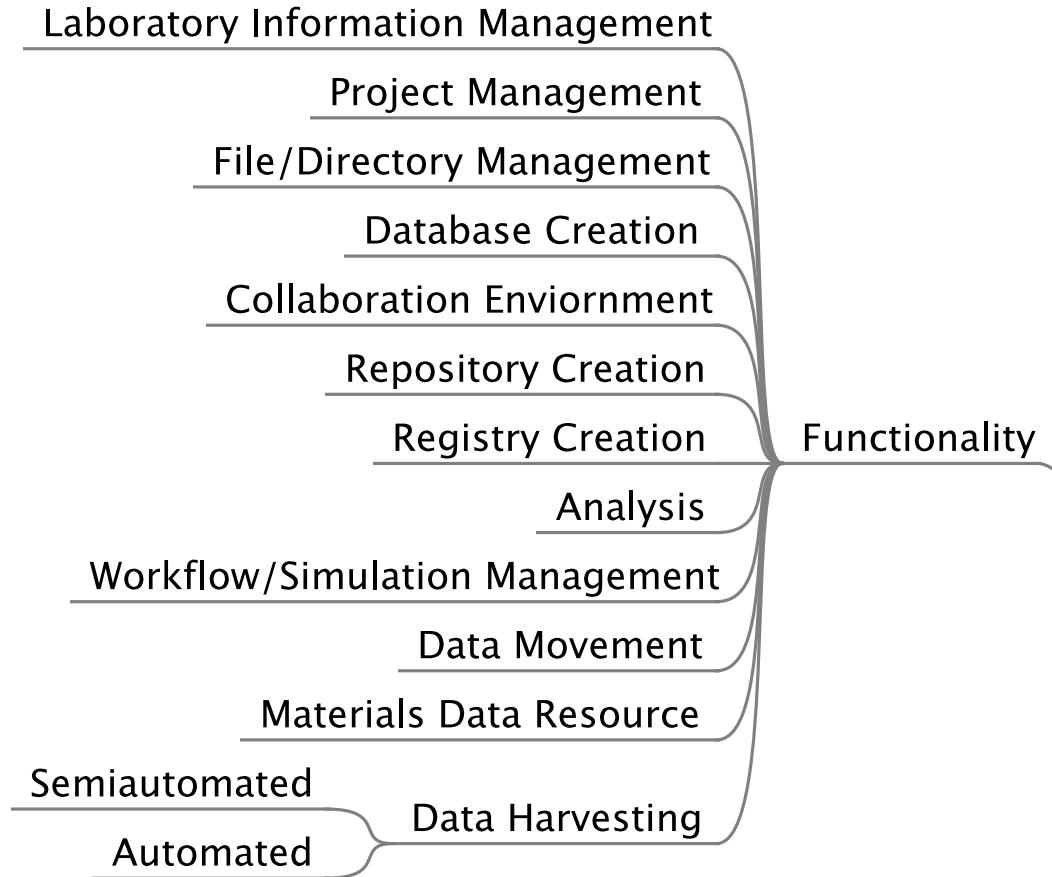 Laboratory Information Management
Project Management
File/Directory Management
Database Creation
Collaboration Enviornment
Repository Creation
Registry Creation
Functionality
Analysis
Workflow/Simulation Management
Data Movement
Materials Data Resource
Semiautomated
Data Harvesting
Automated